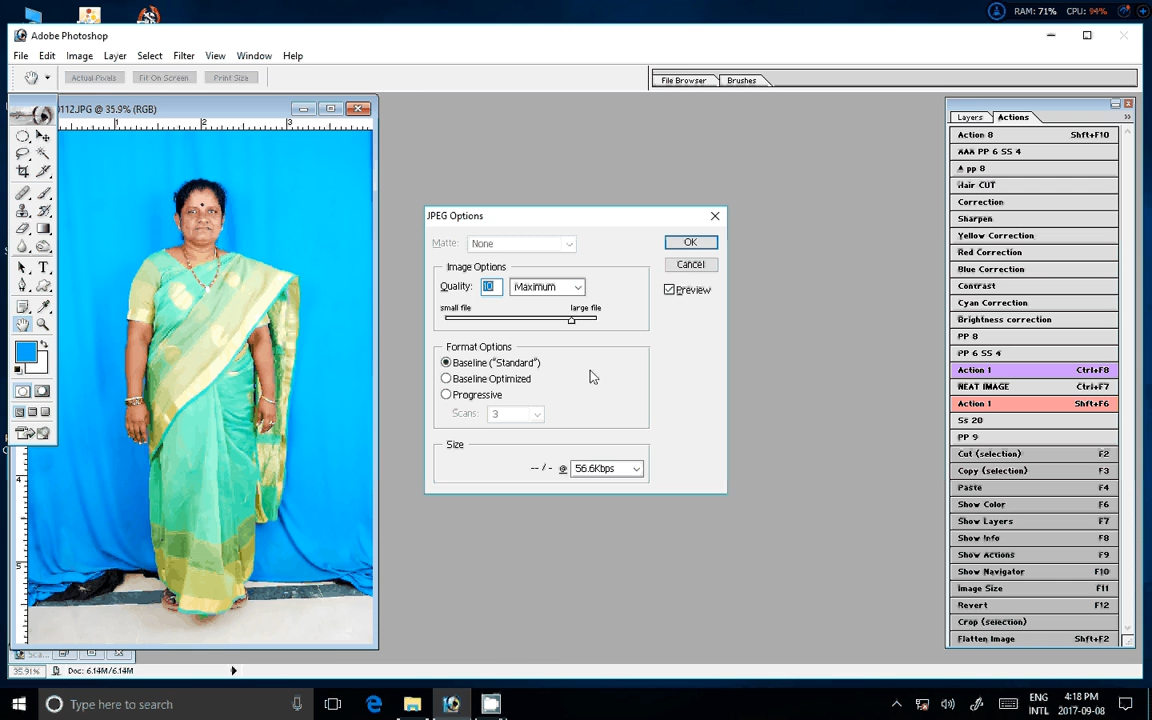 RAM: 71% CPU: 94%
Adobe Photoshop
File Edit Image Layer Select Filter View Window Help
Actual Pixels Fit On Screen Print Size
File Browser Brushes
0112.JPG @ 35.9% (RGB)
1 2 3
4
5
JPEG Options
Matte: None
OK
Cancel
Preview
Image Options
Quality: 10 Maximum
small file large file
Format Options
Baseline ("Standard")
Baseline Optimized
Progressive
Scans: 3
Size
-- / - @ 56.6Kbps
Layers Actions
Action 8 Shft+F10
AAA PP 6 SS 4
▲ pp 8
Hair CUT
Correction
Sharpen
Yellow Correction
Red Correction
Blue Correction
Contrast
Cyan Correction
Brightness correction
PP 8
PP 6 SS 4
Action 1 Ctrl+F8
NEAT IMAGE Ctrl+F7
Action 1 Shft+F6
Ss 20
PP 9
Cut (selection) F2
Copy (selection) F3
Paste F4
Show Color F6
Show Layers F7
Show Info F8
Show Actions F9
Show Navigator F10
Image Size F11
Revert F12
Crop (selection)
Flatten Image Shft+F2
Sca...
35.91% Doc: 6.14M/6.14M
Type here to search
ENG
INTL
4:18 PM
2017-09-08